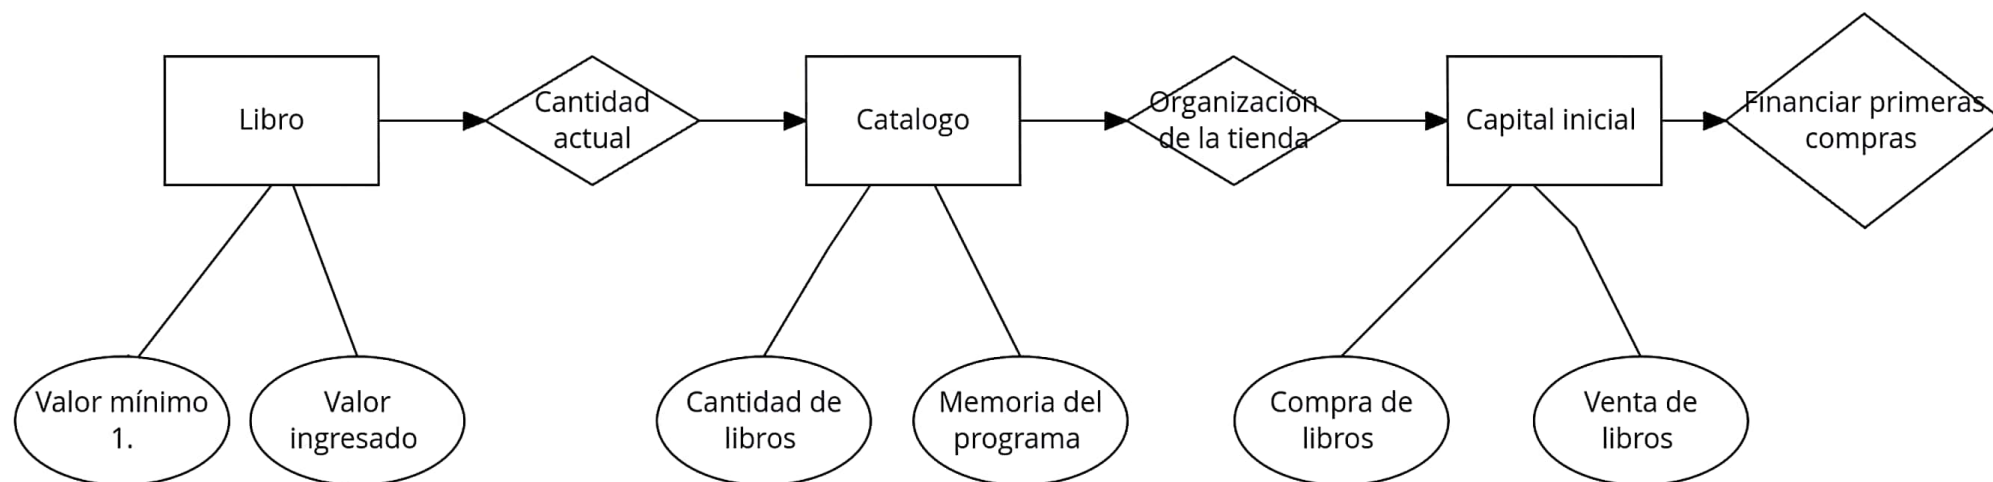 Libro
Cantidad
actual
Catalogo
Organización
de la tienda
Capital inicial
Financiar primeras
compras
Valor mínimo
1.
Valor
ingresado
Cantidad de
libros
Memoria del
programa
Compra de
libros
Venta de
libros